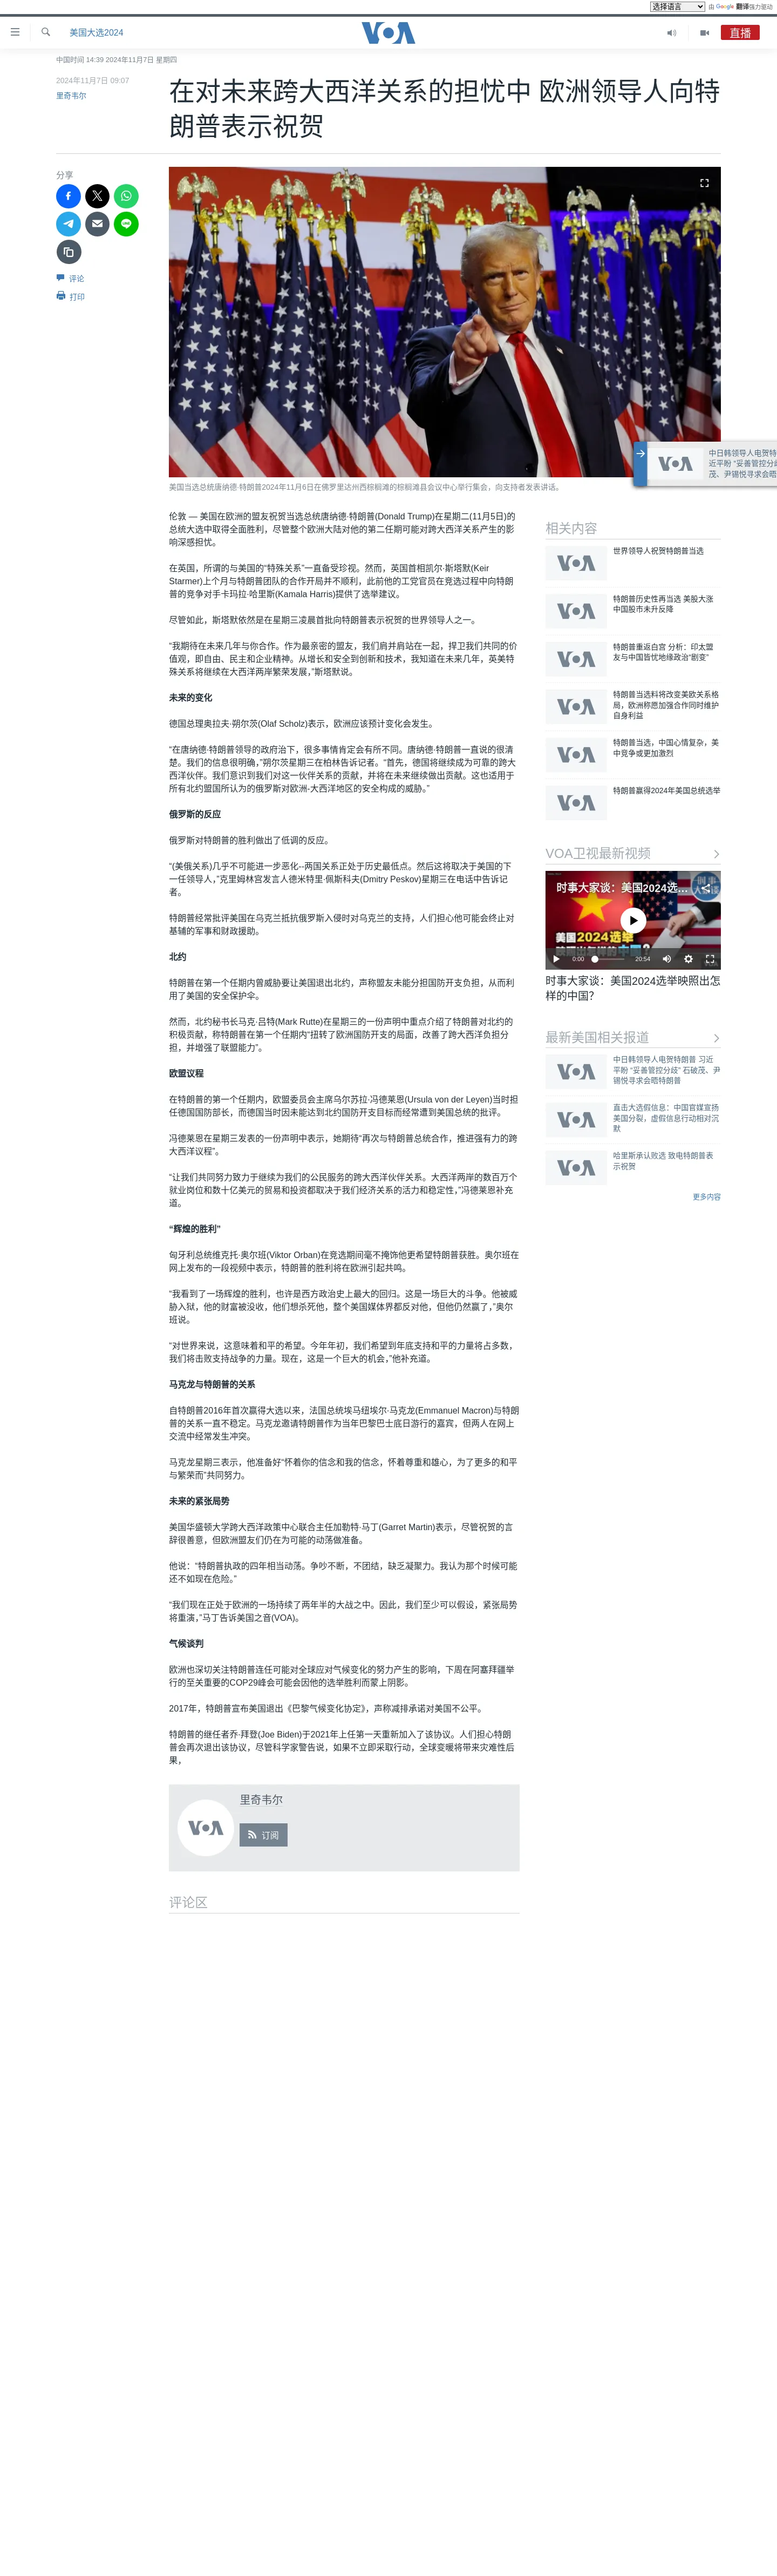 选择语言 由 Google 翻译强力驱动
美国大选2024
VOA
直播
中国时间 14:39 2024年11月7日 星期四
2024年11月7日 09:07
里奇韦尔
在对未来跨大西洋关系的担忧中 欧洲领导人向特
朗普表示祝贺
分享
评论
打印
美国当选总统唐纳德·特朗普2024年11月6日在佛罗里达州西棕榈滩的棕榈滩县会议中心举行集会，向支持者发表讲话。
中日韩领导人电贺特
近平盼 “妥善管控分歧
茂、尹锡悦寻求会晤
VOA
伦敦 — 美国在欧洲的盟友祝贺当选总统唐纳德·特朗普(Donald Trump)在星期二(11月5日)的
总统大选中取得全面胜利，尽管整个欧洲大陆对他的第二任期可能对跨大西洋关系产生的影
响深感担忧。
在英国，所谓的与美国的“特殊关系”一直备受珍视。然而，英国首相凯尔·斯塔默(Keir
Starmer)上个月与特朗普团队的合作开局并不顺利，此前他的工党官员在竞选过程中向特朗
普的竞争对手卡玛拉·哈里斯(Kamala Harris)提供了选举建议。
尽管如此，斯塔默依然是在星期三凌晨首批向特朗普表示祝贺的世界领导人之一。
“我期待在未来几年与你合作。作为最亲密的盟友，我们肩并肩站在一起，捍卫我们共同的价
值观，即自由、民主和企业精神。从增长和安全到创新和技术，我知道在未来几年，英美特
殊关系将继续在大西洋两岸繁荣发展，”斯塔默说。
未来的变化
德国总理奥拉夫·朔尔茨(Olaf Scholz)表示，欧洲应该预计变化会发生。
“在唐纳德·特朗普领导的政府治下，很多事情肯定会有所不同。唐纳德·特朗普一直说的很清
楚。我们的信息很明确，”朔尔茨星期三在柏林告诉记者。“首先，德国将继续成为可靠的跨大
西洋伙伴。我们意识到我们对这一伙伴关系的贡献，并将在未来继续做出贡献。这也适用于
所有北约盟国所认为的俄罗斯对欧洲-大西洋地区的安全构成的威胁。”
俄罗斯的反应
俄罗斯对特朗普的胜利做出了低调的反应。
“(美俄关系)几乎不可能进一步恶化--两国关系正处于历史最低点。然后这将取决于美国的下
一任领导人，”克里姆林宫发言人德米特里·佩斯科夫(Dmitry Peskov)星期三在电话中告诉记
者。
特朗普经常批评美国在乌克兰抵抗俄罗斯入侵时对乌克兰的支持，人们担心他可能会终止对
基辅的军事和财政援助。
北约
特朗普在第一个任期内曾威胁要让美国退出北约，声称盟友未能分担国防开支负担，从而利
用了美国的安全保护伞。
然而，北约秘书长马克·吕特(Mark Rutte)在星期三的一份声明中重点介绍了特朗普对北约的
积极贡献，称特朗普在第一个任期内“扭转了欧洲国防开支的局面，改善了跨大西洋负担分
担，并增强了联盟能力”。
欧盟议程
在特朗普的第一个任期内，欧盟委员会主席乌尔苏拉·冯德莱恩(Ursula von der Leyen)当时担
任德国国防部长，而德国当时因未能达到北约国防开支目标而经常遭到美国总统的批评。
冯德莱恩在星期三发表的一份声明中表示，她期待“再次与特朗普总统合作，推进强有力的跨
大西洋议程”。
“让我们共同努力致力于继续为我们的公民服务的跨大西洋伙伴关系。大西洋两岸的数百万个
就业岗位和数十亿美元的贸易和投资都取决于我们经济关系的活力和稳定性，”冯德莱恩补充
道。
“辉煌的胜利”
匈牙利总统维克托·奥尔班(Viktor Orban)在竞选期间毫不掩饰他更希望特朗普获胜。奥尔班在
网上发布的一段视频中表示，特朗普的胜利将在欧洲引起共鸣。
“我看到了一场辉煌的胜利，也许是西方政治史上最大的回归。这是一场巨大的斗争。他被威
胁入狱，他的财富被没收，他们想杀死他，整个美国媒体界都反对他，但他仍然赢了，”奥尔
班说。
“对世界来说，这意味着和平的希望。今年年初，我们希望到年底支持和平的力量将占多数，
我们将击败支持战争的力量。现在，这是一个巨大的机会，”他补充道。
马克龙与特朗普的关系
自特朗普2016年首次赢得大选以来，法国总统埃马纽埃尔·马克龙(Emmanuel Macron)与特朗
普的关系一直不稳定。马克龙邀请特朗普作为当年巴黎巴士底日游行的嘉宾，但两人在网上
交流中经常发生冲突。
马克龙星期三表示，他准备好“怀着你的信念和我的信念，怀着尊重和雄心，为了更多的和平
与繁荣而”共同努力。
未来的紧张局势
美国华盛顿大学跨大西洋政策中心联合主任加勒特·马丁(Garret Martin)表示，尽管祝贺的言
辞很善意，但欧洲盟友们仍在为可能的动荡做准备。
他说：“特朗普执政的四年相当动荡。争吵不断，不团结，缺乏凝聚力。我认为那个时候可能
还不如现在危险。”
“我们现在正处于欧洲的一场持续了两年半的大战之中。因此，我们至少可以假设，紧张局势
将重演，”马丁告诉美国之音(VOA)。
气候谈判
欧洲也深切关注特朗普连任可能对全球应对气候变化的努力产生的影响，下周在阿塞拜疆举
行的至关重要的COP29峰会可能会因他的选举胜利而蒙上阴影。
2017年，特朗普宣布美国退出《巴黎气候变化协定》，声称减排承诺对美国不公平。
特朗普的继任者乔·拜登(Joe Biden)于2021年上任第一天重新加入了该协议。人们担心特朗
普会再次退出该协议，尽管科学家警告说，如果不立即采取行动，全球变暖将带来灾难性后
果，
VOA
里奇韦尔
订阅
评论区
相关内容
VOA
世界领导人祝贺特朗普当选
VOA
特朗普历史性再当选 美股大涨
中国股市未升反降
VOA
特朗普重返白宫 分析：印太盟
友与中国皆忧地缘政治“剧变”
VOA
特朗普当选料将改变美欧关系格
局，欧洲称愿加强合作同时维护
自身利益
VOA
特朗普当选，中国心情复杂，美
中竞争或更加激烈
VOA
特朗普赢得2024年美国总统选举
VOA卫视最新视频
时事大家谈：美国2024选...
美国2024选举
映照出怎样的中国？
0:00 20:54
时事大家谈：美国2024选举映照出怎
样的中国？
最新美国相关报道
VOA
中日韩领导人电贺特朗普 习近
平盼 “妥善管控分歧” 石破茂、尹
锡悦寻求会晤特朗普
VOA
直击大选假信息：中国官媒宣扬
美国分裂，虚假信息行动相对沉
默
VOA
哈里斯承认败选 致电特朗普表
示祝贺
更多内容